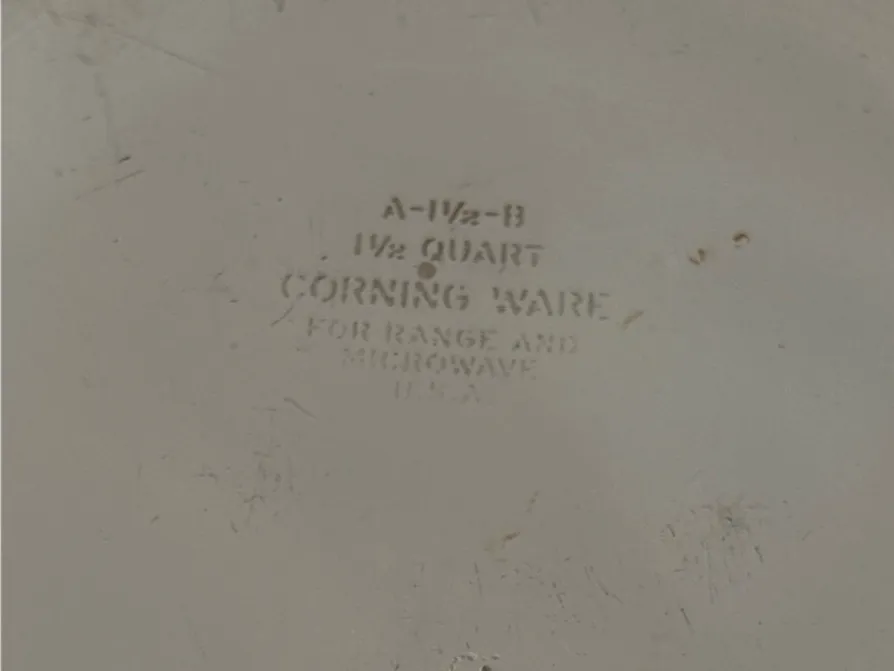 A-1½-B
1½ QUART
CORNING WARE
FOR RANGE AND
MICROWAVE
U.S.A.